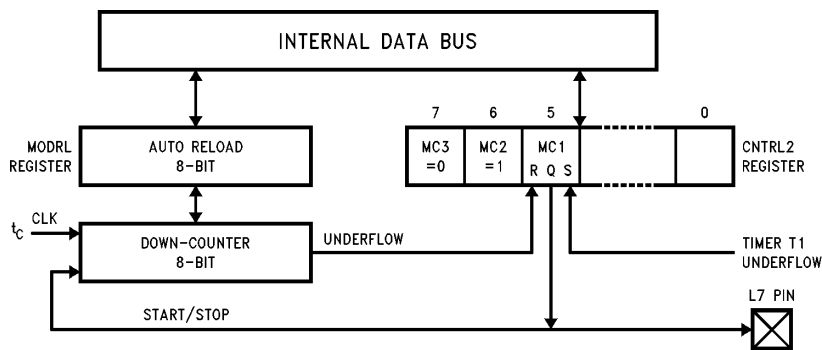 INTERNAL DATA BUS
7 6 5 0
MODRL
REGISTER
AUTO RELOAD
8-BIT
MC3
=0
MC2
=1
MC1
R Q S
CNTRL2
REGISTER
tC CLK
DOWN-COUNTER
8-BIT
UNDERFLOW
TIMER T1
UNDERFLOW
START/STOP
L7 PIN